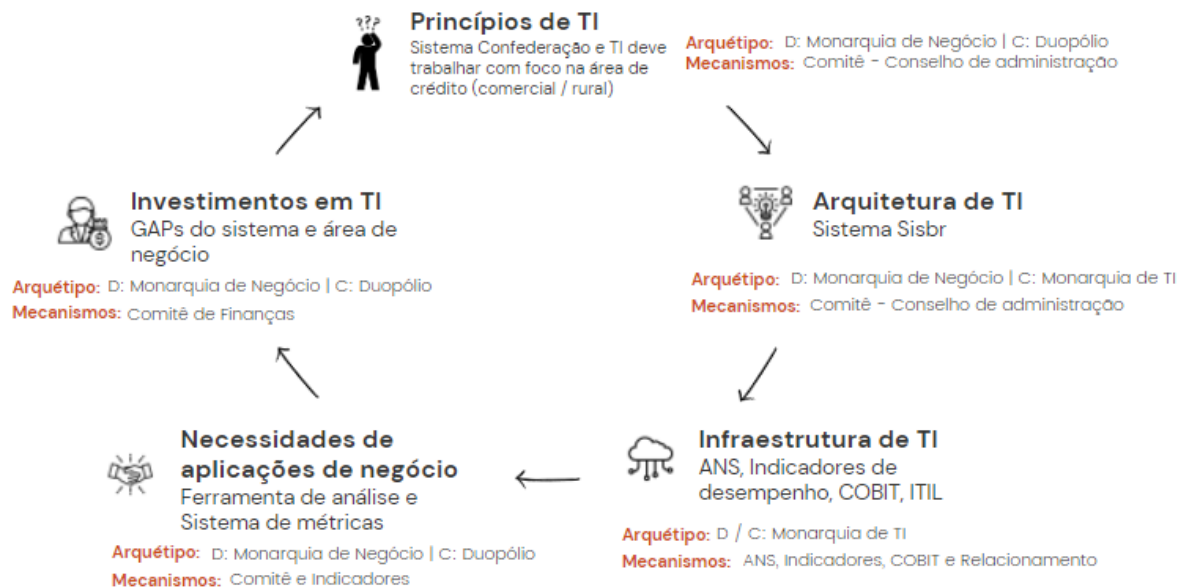 ???
Princípios de TI
Sistema Confederação e TI deve
trabalhar com foco na área de
crédito (comercial / rural)
Arquétipo: D: Monarquia de Negócio | C: Duopólio
Mecanismos: Comitê - Conselho de administração
Arquitetura de TI
Sistema Sisbr
Arquétipo: D: Monarquia de Negócio | C: Monarquia de TI
Mecanismos: Comitê - Conselho de administração
Infraestrutura de TI
ANS, Indicadores de
desempenho, COBIT, ITIL
Arquétipo: D / C: Monarquia de TI
Mecanismos: ANS, Indicadores, COBIT e Relacionamento
Necessidades de
aplicações de negócio
Ferramenta de análise e
Sistema de métricas
Arquétipo: D: Monarquia de Negócio | C: Duopólio
Mecanismos: Comitê e Indicadores
Investimentos em TI
GAPs do sistema e área de
negócio
Arquétipo: D: Monarquia de Negócio | C: Duopólio
Mecanismos: Comitê de Finanças